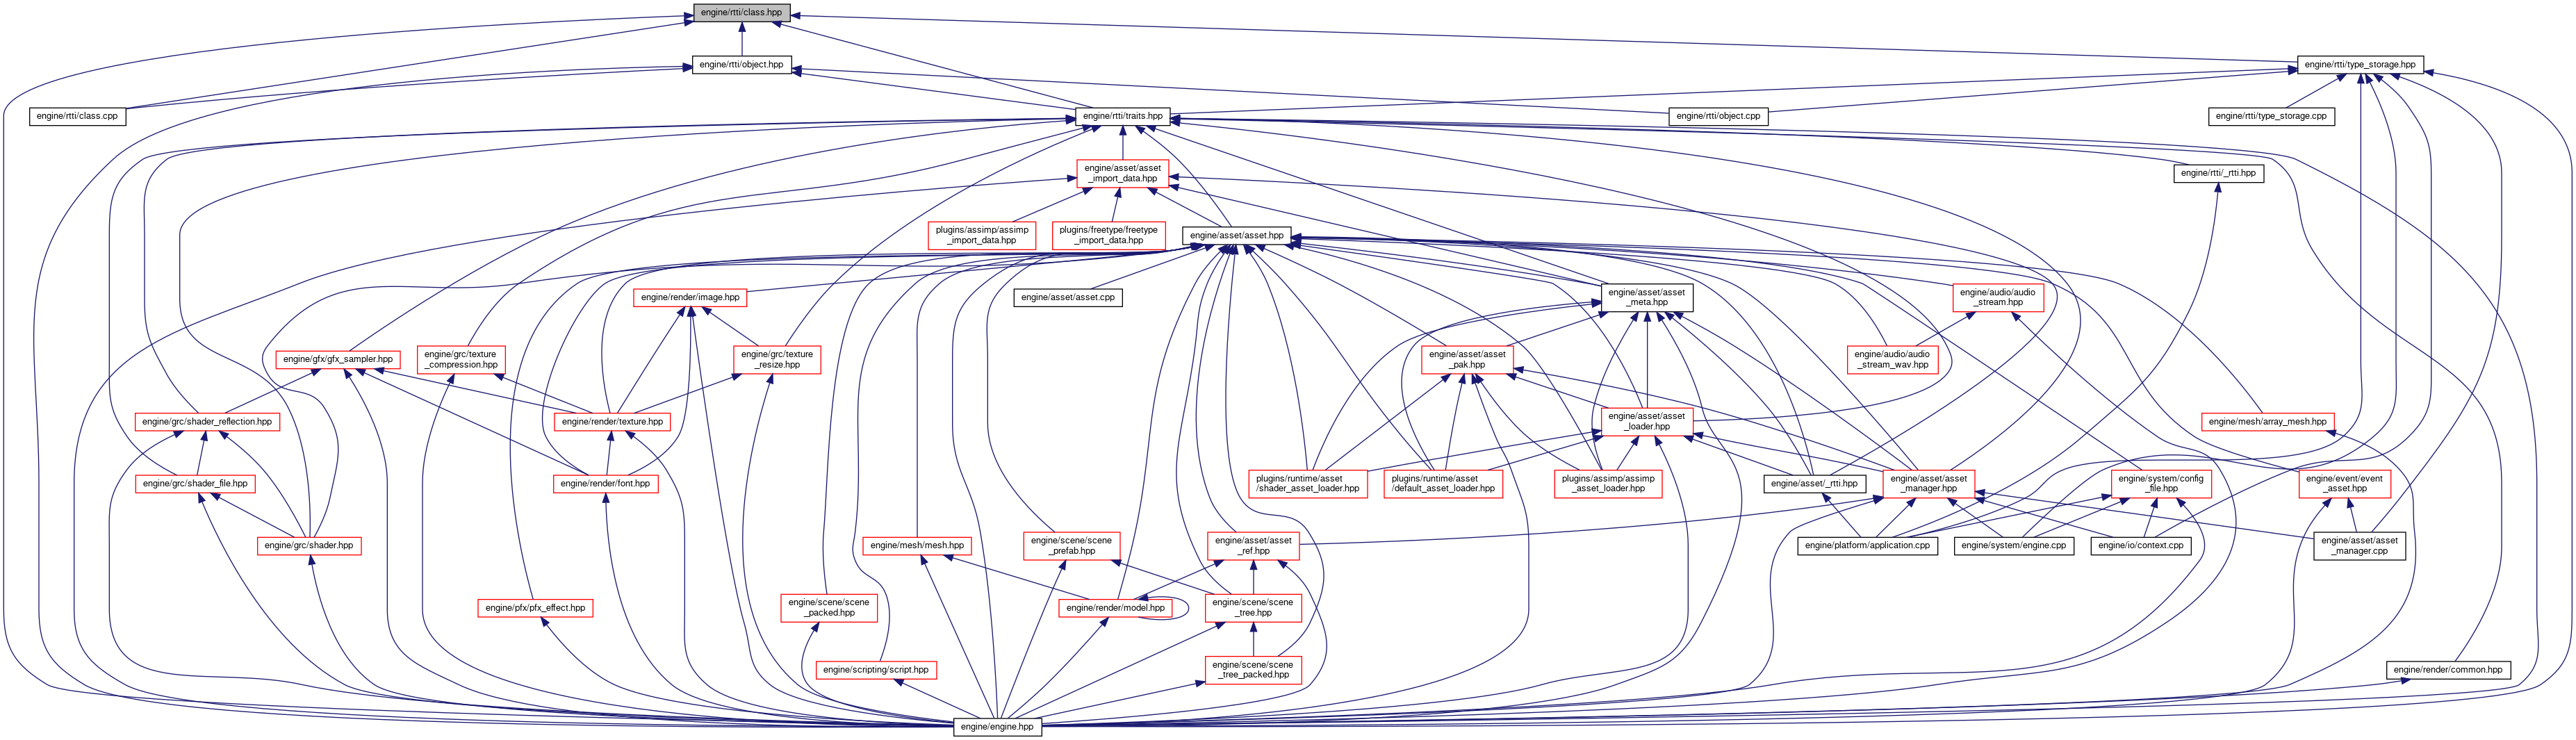 engine/rtti/class.hpp
engine/rtti/object.hpp
engine/rtti/type_storage.hpp
engine/rtti/class.cpp
engine/rtti/traits.hpp
engine/rtti/object.cpp
engine/rtti/type_storage.cpp
engine/asset/asset
_import_data.hpp
engine/rtti/_rtti.hpp
plugins/assimp/assimp
_import_data.hpp
plugins/freetype/freetype
_import_data.hpp
engine/asset/asset.hpp
engine/render/image.hpp
engine/asset/asset.cpp
engine/asset/asset
_meta.hpp
engine/audio/audio
_stream.hpp
engine/gfx/gfx_sampler.hpp
engine/grc/texture
_compression.hpp
engine/grc/texture
_resize.hpp
engine/asset/asset
_pak.hpp
engine/audio/audio
_stream_wav.hpp
engine/grc/shader_reflection.hpp
engine/render/texture.hpp
engine/asset/asset
_loader.hpp
engine/mesh/array_mesh.hpp
engine/grc/shader_file.hpp
engine/render/font.hpp
plugins/runtime/asset
/shader_asset_loader.hpp
plugins/runtime/asset
/default_asset_loader.hpp
plugins/assimp/assimp
_asset_loader.hpp
engine/asset/_rtti.hpp
engine/asset/asset
_manager.hpp
engine/system/config
_file.hpp
engine/event/event
_asset.hpp
engine/grc/shader.hpp
engine/mesh/mesh.hpp
engine/scene/scene
_prefab.hpp
engine/asset/asset
_ref.hpp
engine/platform/application.cpp
engine/system/engine.cpp
engine/io/context.cpp
engine/asset/asset
_manager.cpp
engine/pfx/pfx_effect.hpp
engine/scene/scene
_packed.hpp
engine/render/model.hpp
engine/scene/scene
_tree.hpp
engine/scripting/script.hpp
engine/scene/scene
_tree_packed.hpp
engine/render/common.hpp
engine/engine.hpp